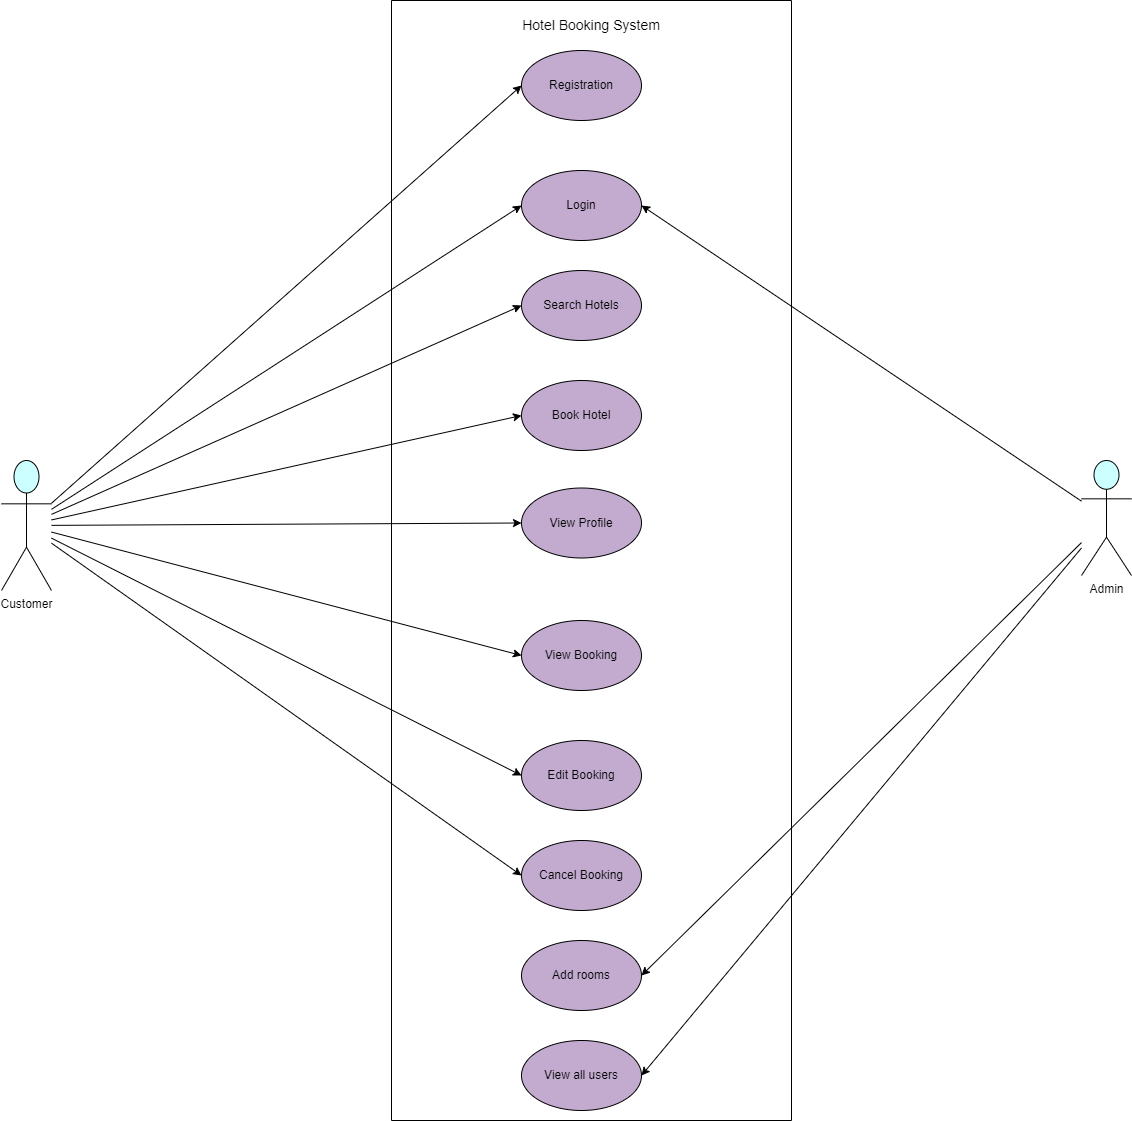 Hotel Booking System
Registration
Login
Search Hotels
Book Hotel
View Profile
Customer
Admin
View Booking
Edit Booking
Cancel Booking
Add rooms
View all users